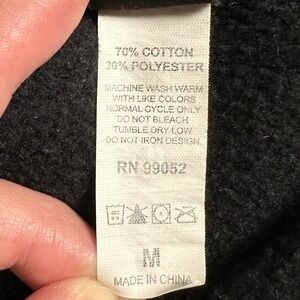 70% COTTON
30% POLYESTER
MACHINE WASH WARM
WITH LIKE COLORS
NORMAL CYCLE ONLY
DO NOT BLEACH
TUMBLE DRY LOW
DO NOT IRON DESIGN.
RN 99052
M
MADE IN CHINA